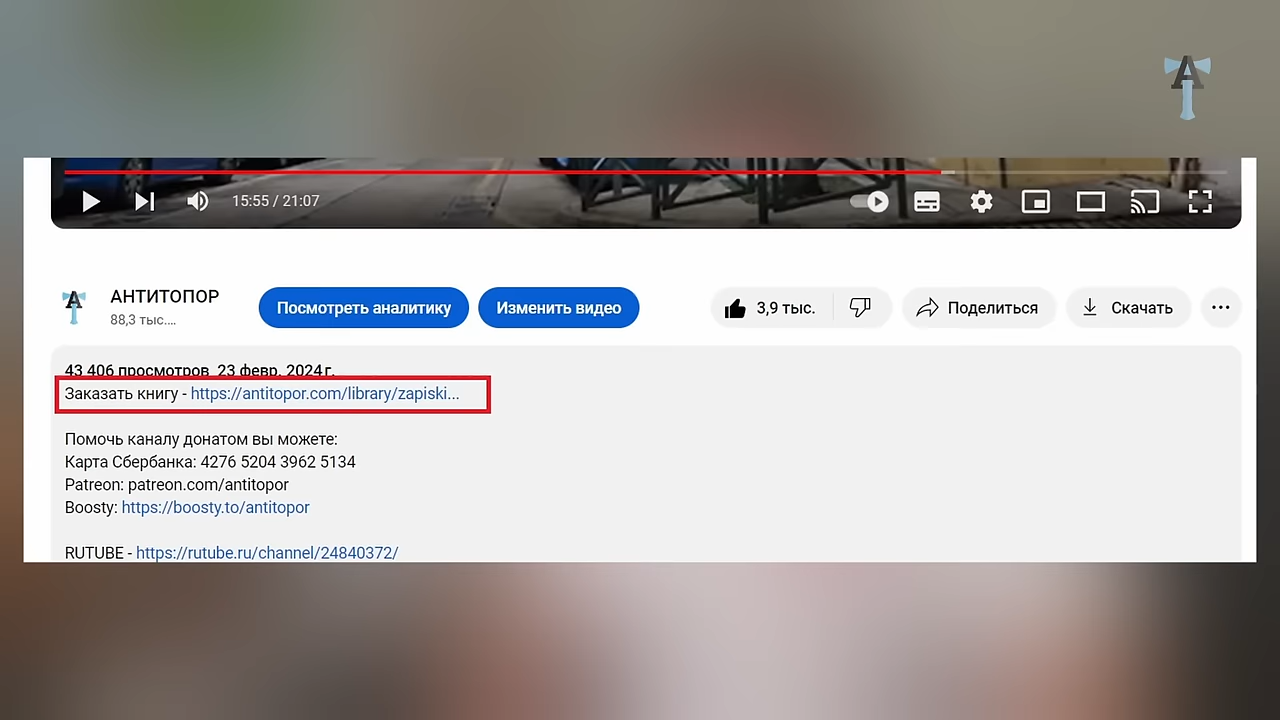 A
15:55 / 21:07
А
АНТИТОПОР
88,3 тыс....
Посмотреть аналитику
Изменить видео
3,9 тыс.
Поделиться
Скачать
43 406 просмотров 23 февр. 2024 г.
Заказать книгу - https://antitopor.com/library/zapiski...
Помочь каналу донатом вы можете:
Карта Сбербанка: 4276 5204 3962 5134
Patreon: patreon.com/antitopor
Boosty: https://boosty.to/antitopor
RUTUBE - https://rutube.ru/channel/24840372/